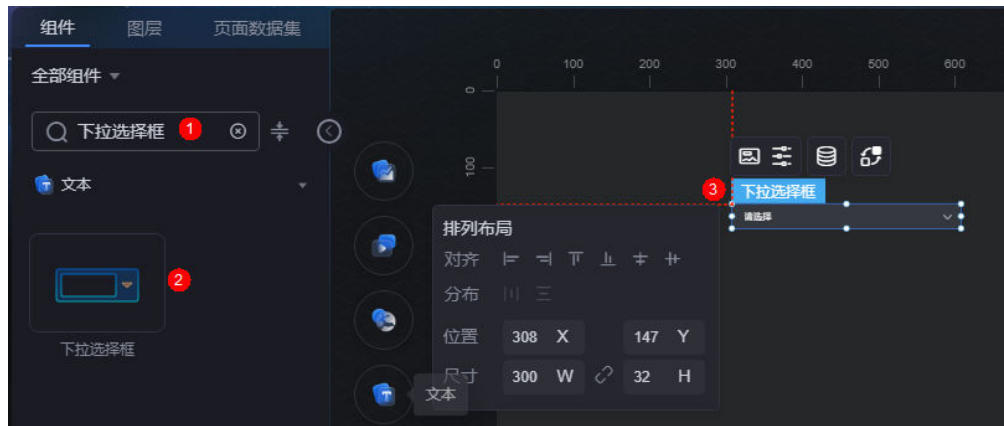 组件 图层 页面数据集
全部组件
下拉选择框 1
文本
2
下拉选择框
0 100 200 300 400 500 600
0
100
3 下拉选择框
请选择
排列布局
对齐
分布
位置 308 X 147 Y
尺寸 300 W 32 H
文本